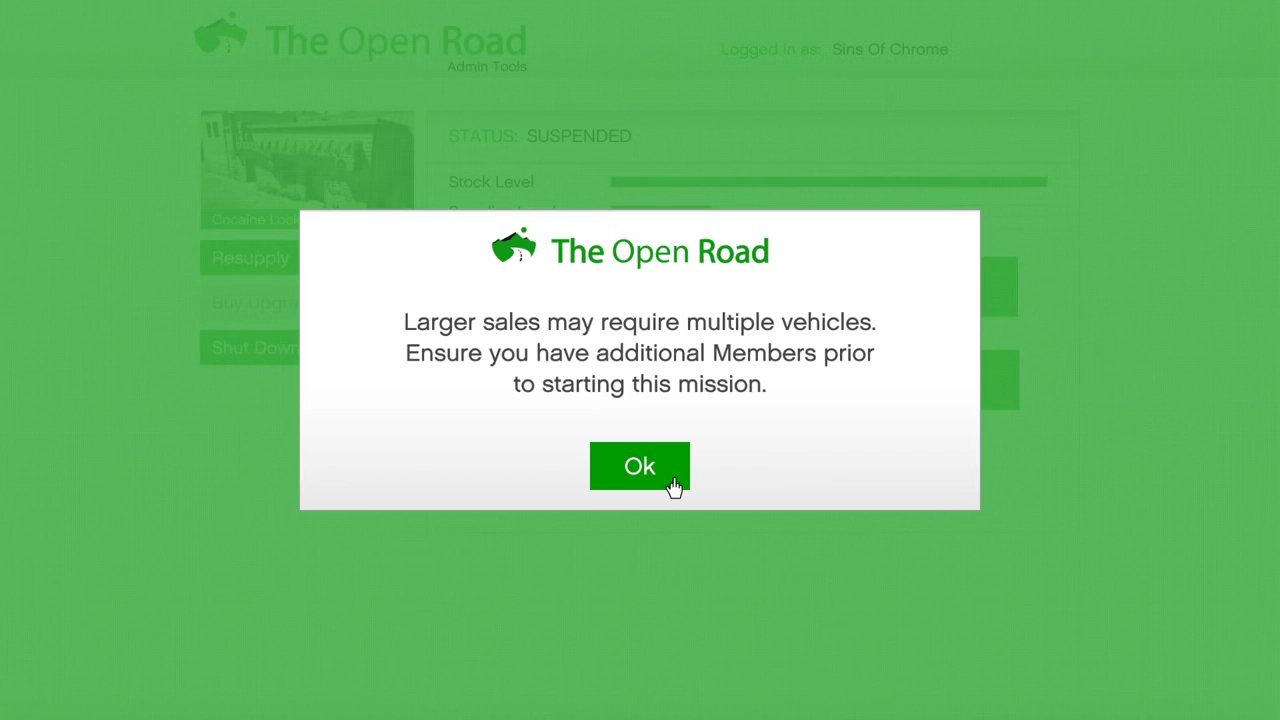 The Open Road
Admin Tools
Logged in as: Sins Of Chrome
STATUS: SUSPENDED
Stock Level
Cocaine
Resupply
Buy
Shut Down
The Open Road
Larger sales may require multiple vehicles.
Ensure you have additional Members prior
to starting this mission.
Ok